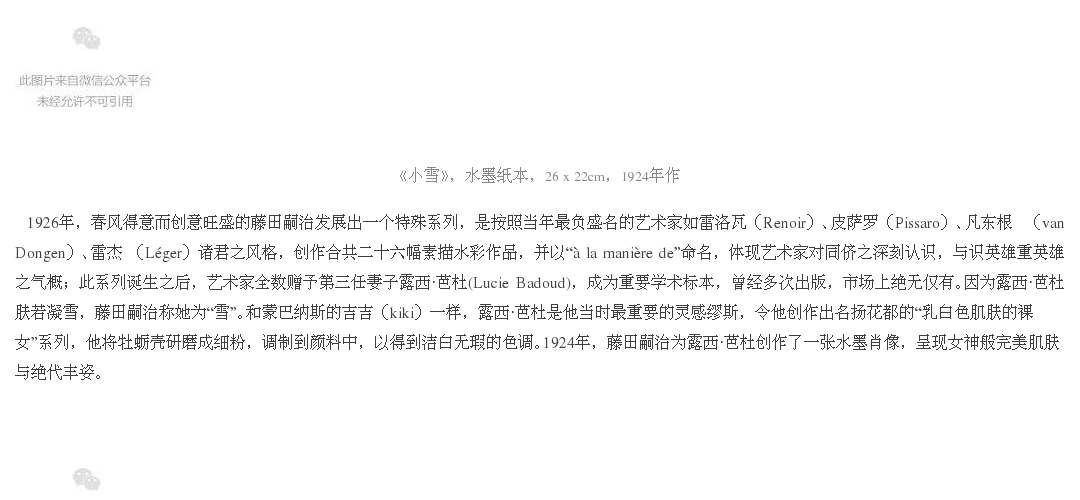 此图片来自微信公众平台
未经允许不可引用
《小雪》，水墨纸本，26 x 22cm，1924年作
1926年，春风得意而创意旺盛的藤田嗣治发展出一个特殊系列，是按照当年最负盛名的艺术家如雷洛瓦（Renoir）、皮萨罗（Pissaro）、凡东根 （van
Dongen）、雷杰 （Léger）诸君之风格，创作合共二十六幅素描水彩作品，并以“à la manière de”命名，体现艺术家对同侪之深刻认识，与识英雄重英雄
之气概；此系列诞生之后，艺术家全数赠予第三任妻子露西·芭杜(Lucie Badoud)，成为重要学术标本，曾经多次出版，市场上绝无仅有。因为露西·芭杜
肤若凝雪，藤田嗣治称她为“雪”。和蒙巴纳斯的吉吉（kiki）一样，露西·芭杜是他当时最重要的灵感缪斯，令他创作出名扬花都的“乳白色肌肤的裸
女”系列，他将牡蛎壳研磨成细粉，调制到颜料中，以得到洁白无瑕的色调。1924年，藤田嗣治为露西·芭杜创作了一张水墨肖像，呈现女神般完美肌肤
与绝代丰姿。